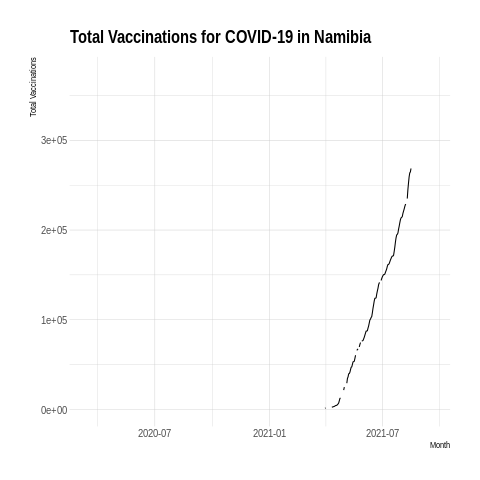 Total Vaccinations for COVID-19 in Namibia
Total Vaccinations
3e+05
2e+05
1e+05
0e+00
2020-07 2021-01 2021-07
Month